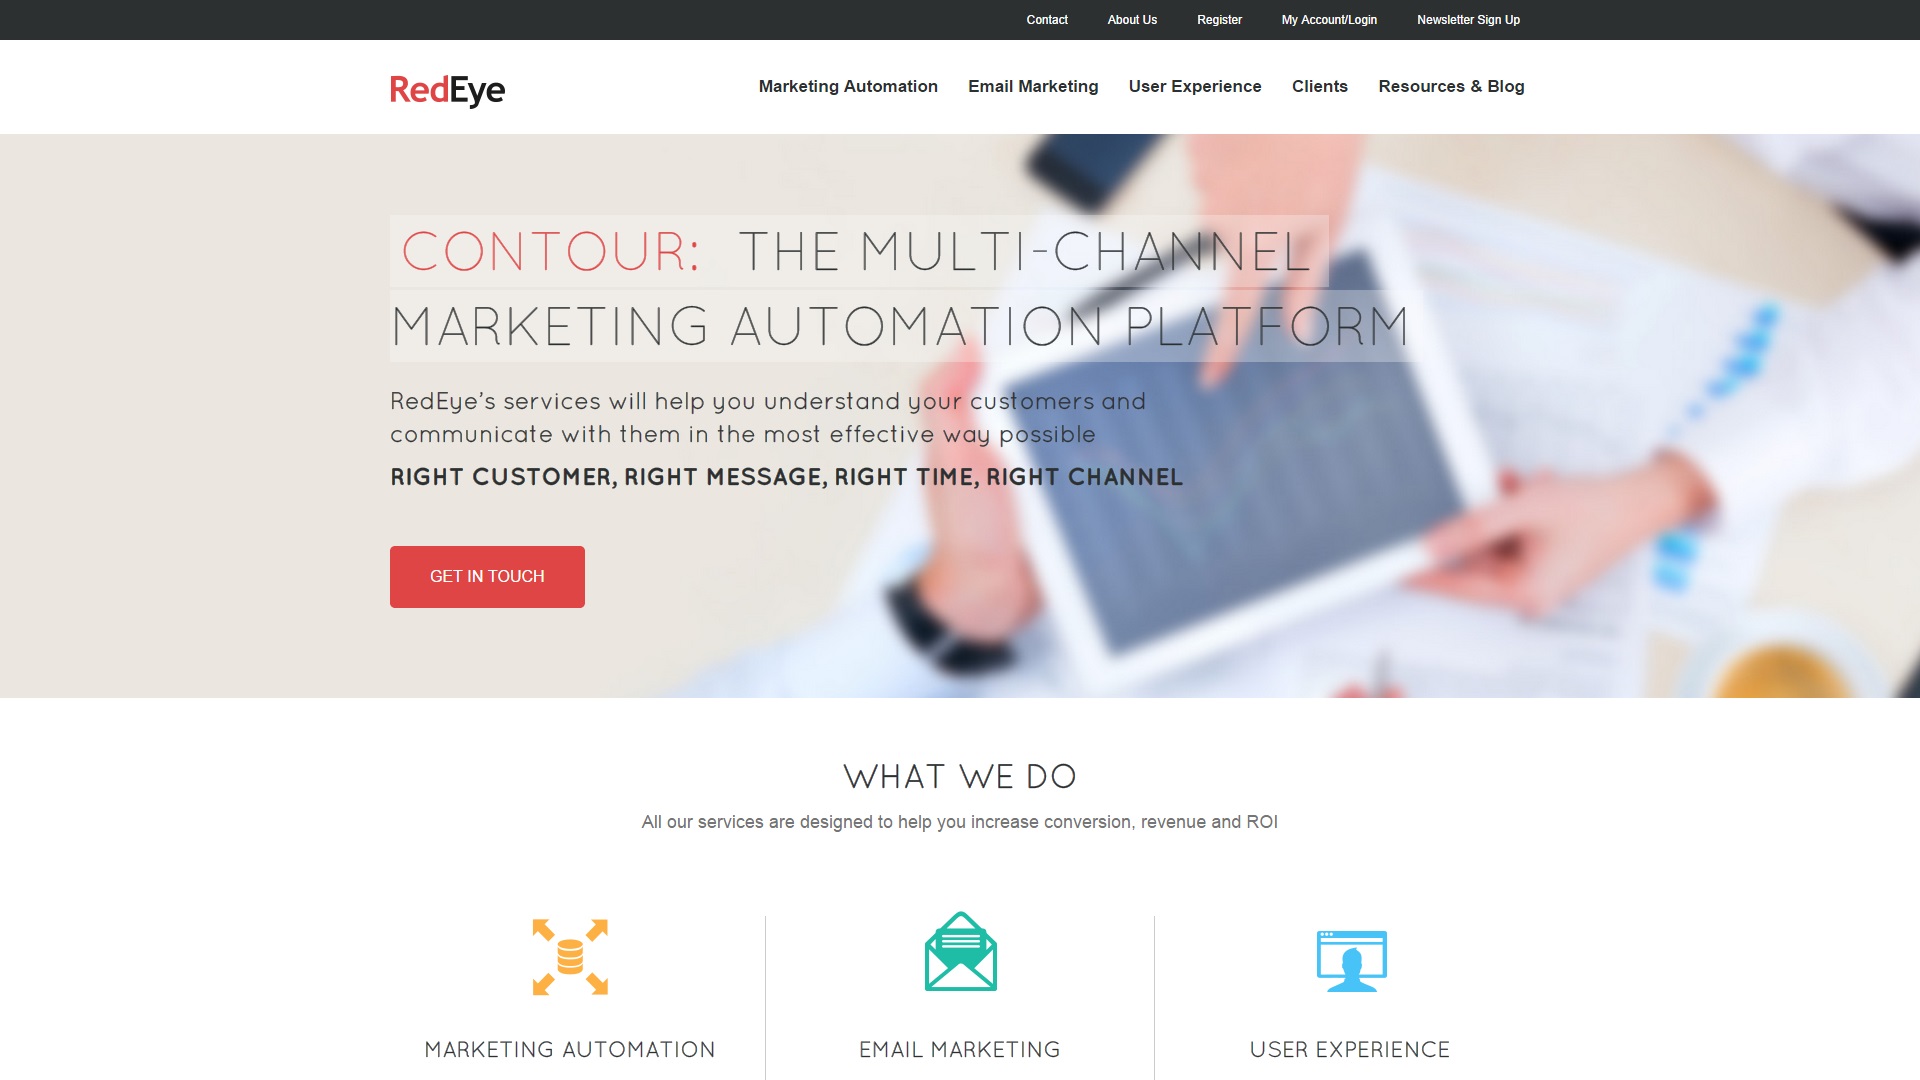 Contact About Us Register My Account/Login Newsletter Sign Up
RedEye
Marketing Automation Email Marketing User Experience Clients Resources & Blog
CONTOUR: THE MULTI-CHANNEL
MARKETING AUTOMATION PLATFORM
RedEye’s services will help you understand your customers and
communicate with them in the most effective way possible
RIGHT CUSTOMER, RIGHT MESSAGE, RIGHT TIME, RIGHT CHANNEL
GET IN TOUCH
WHAT WE DO
All our services are designed to help you increase conversion, revenue and ROI
MARKETING AUTOMATION
EMAIL MARKETING
USER EXPERIENCE